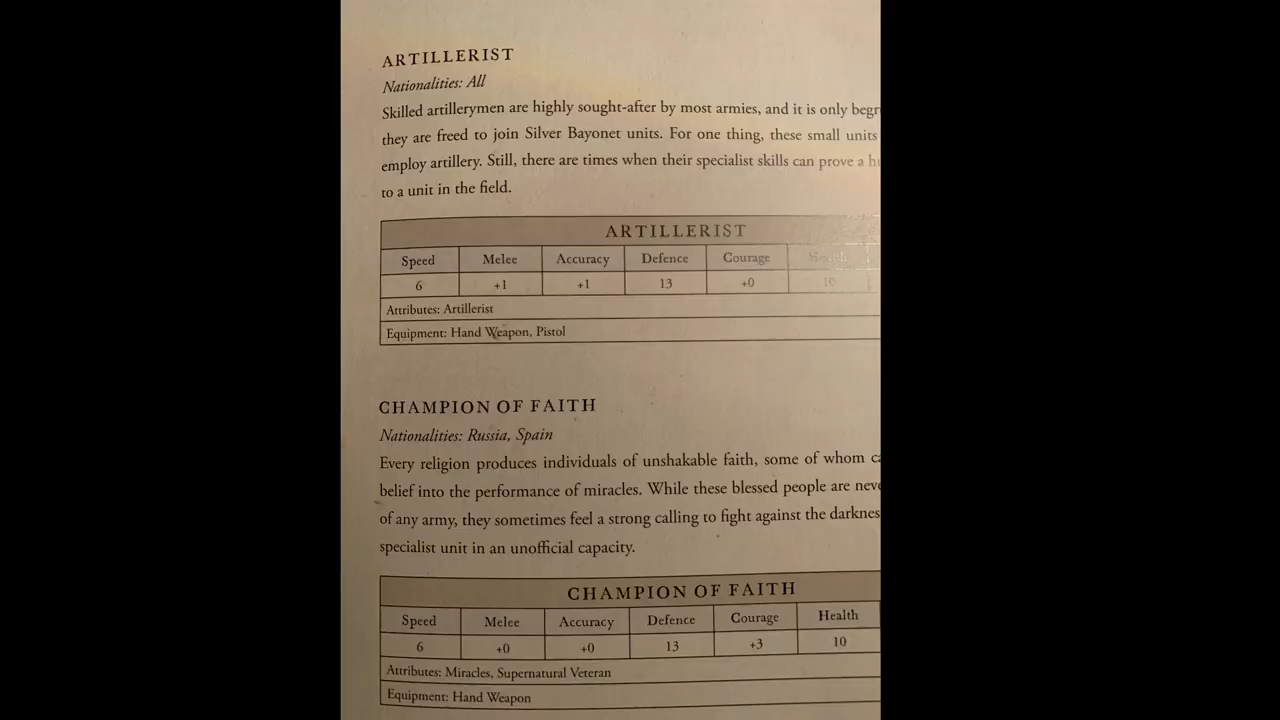 ARTILLERIST
Nationalities: All
Skilled artillerymen are highly sought-after by most armies, and it is only
they are freed to join Silver Bayonet units. For one thing, these small units
employ artillery. Still, there are times when their specialist skills can prove a
to a unit in the field.
ARTILLERIST
Speed Melee Accuracy Defence Courage Health
6 +1 +1 13 +0 10
Attributes: Artillerist
Equipment: Hand Weapon, Pistol
CHAMPION OF FAITH
Nationalities: Russia, Spain
Every religion produces individuals of unshakable faith, some of whom
belief into the performance of miracles. While these blessed people are
of any army, they sometimes feel a strong calling to fight against the
specialist unit in an unofficial capacity.
CHAMPION OF FAITH
Speed Melee Accuracy Defence Courage Health
6 +0 +0 13 +3 10
Attributes: Miracles, Supernatural Veteran
Equipment: Hand Weapon